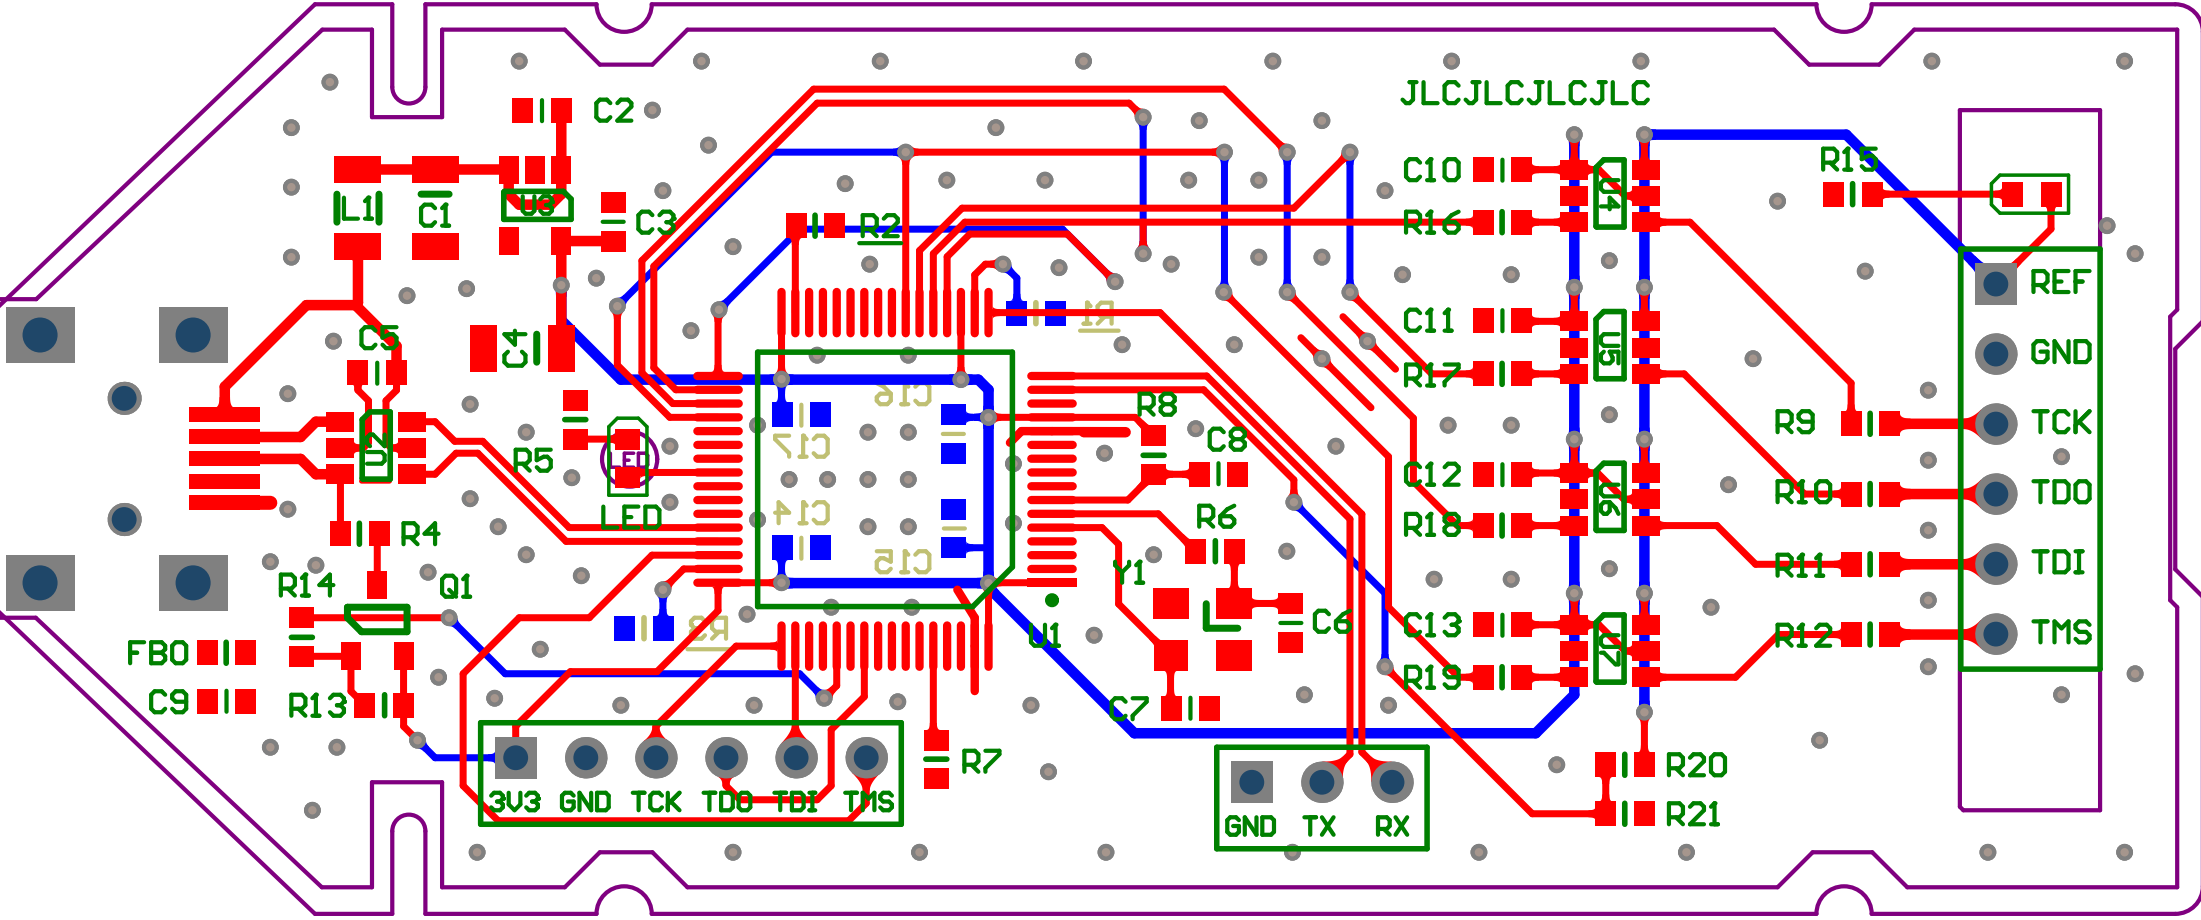 JLCJLCJLCJLC
C2
R15
C10
U4
L1
C1
U3
C3
R2
R16
REF
R1
C11
C5
C4
U5
GND
R17
C16
R8
R9
TCK
C17
C8
U2
R5
LED
C12
R10
TDO
U6
LED
C14
R6
R18
R4
C15
Y1
R11
TDI
R14
Q1
R3
U1
C6
C13
U7
R12
TMS
FB0
C9
R13
C7
R19
R7
R20
3V3 GND TCK TDO TDI TMS
GND TX RX
R21